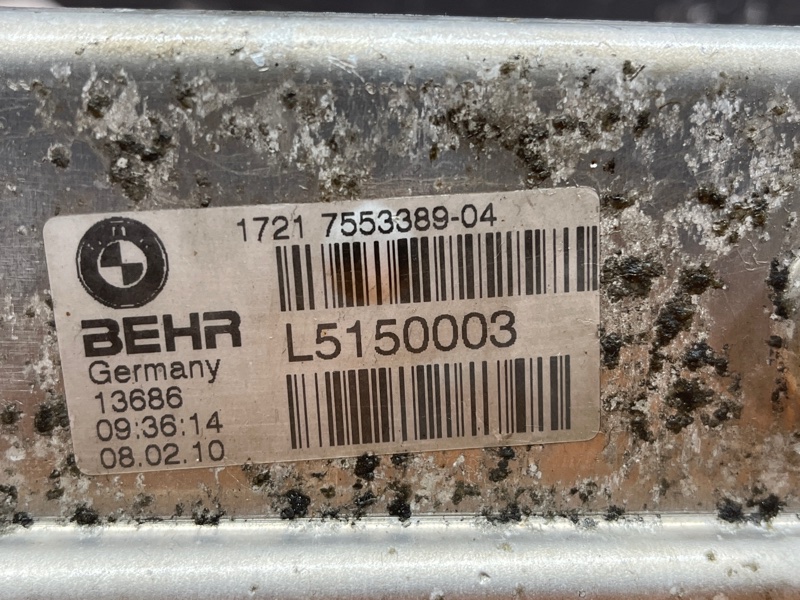 1721 7553389-04
BEHR
L5150003
Germany
13686
09:36:14
08.02.10